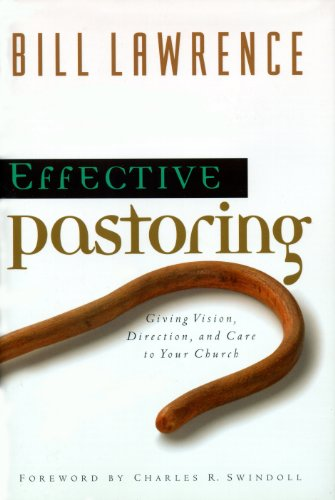 BILL LAWRENCE
EFFECTIVE
pastoring
Giving Vision,
Direction, and Care
to Your Church
FOREWORD BY CHARLES R. SWINDOLL